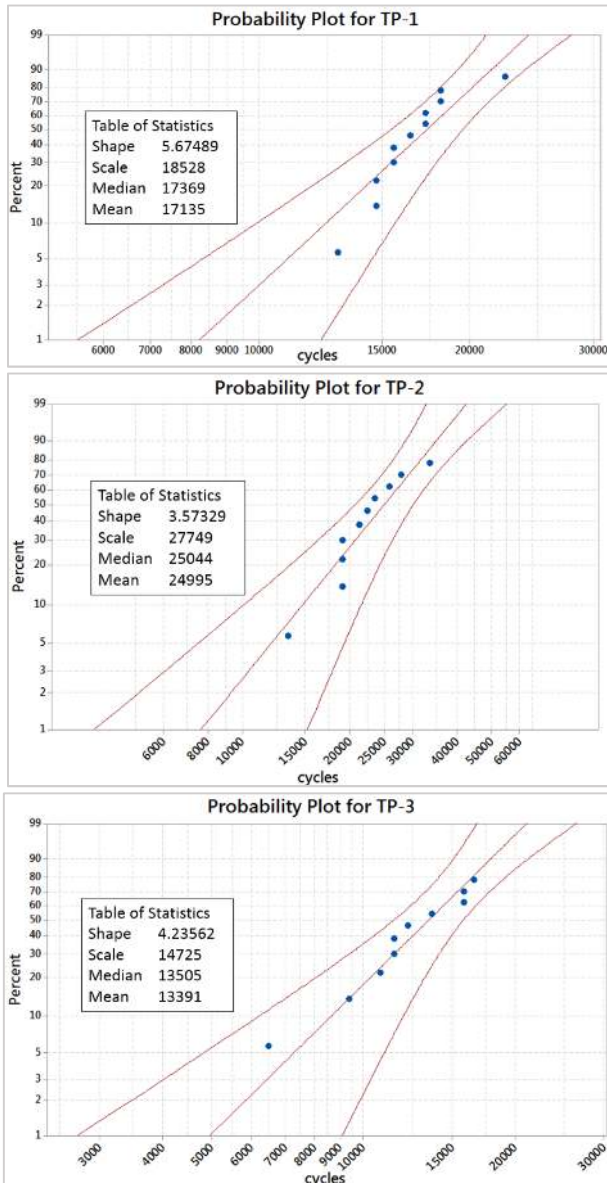 Probability Plot for TP-1
99
90
80
70
60
50
40
30
20
10
5
3
2
1
Percent
Table of Statistics
Shape 5.67489
Scale 18528
Median 17369
Mean 17135
6000 7000 8000 9000 10000 15000 20000 30000
cycles
Probability Plot for TP-2
99
90
80
70
60
50
40
30
20
10
5
3
2
1
Percent
Table of Statistics
Shape 3.57329
Scale 27749
Median 25044
Mean 24995
6000 8000 10000 15000 20000 25000 30000 40000 50000 60000
cycles
Probability Plot for TP-3
99
90
80
70
60
50
40
30
20
10
5
3
2
1
Percent
Table of Statistics
Shape 4.23562
Scale 14725
Median 13505
Mean 13391
3000 4000 5000 6000 7000 8000 9000 10000 15000 20000 30000
cycles